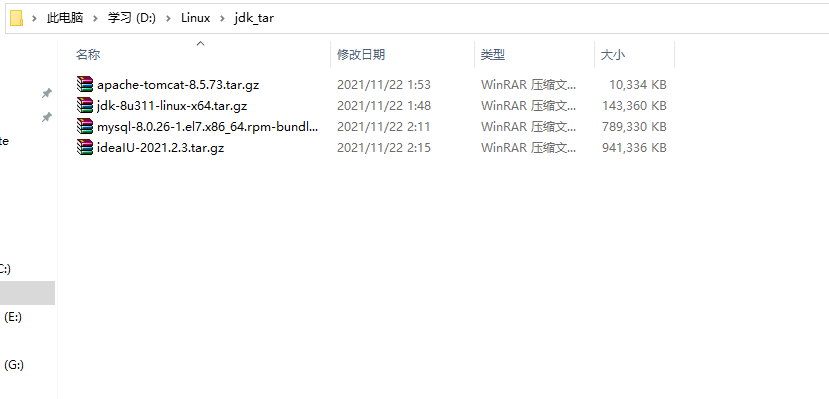 此电脑 > 学习 (D:) > Linux > jdk_tar
名称 修改日期 类型 大小
apache-tomcat-8.5.73.tar.gz 2021/11/22 1:53 WinRAR 压缩文... 10,334 KB
jdk-8u311-linux-x64.tar.gz 2021/11/22 1:48 WinRAR 压缩文... 143,360 KB
mysql-8.0.26-1.el7.x86_64.rpm-bundl... 2021/11/22 2:11 WinRAR 压缩文... 789,330 KB
ideaIU-2021.2.3.tar.gz 2021/11/22 2:15 WinRAR 压缩文... 941,336 KB
te
C:)
(E:)
(G:)